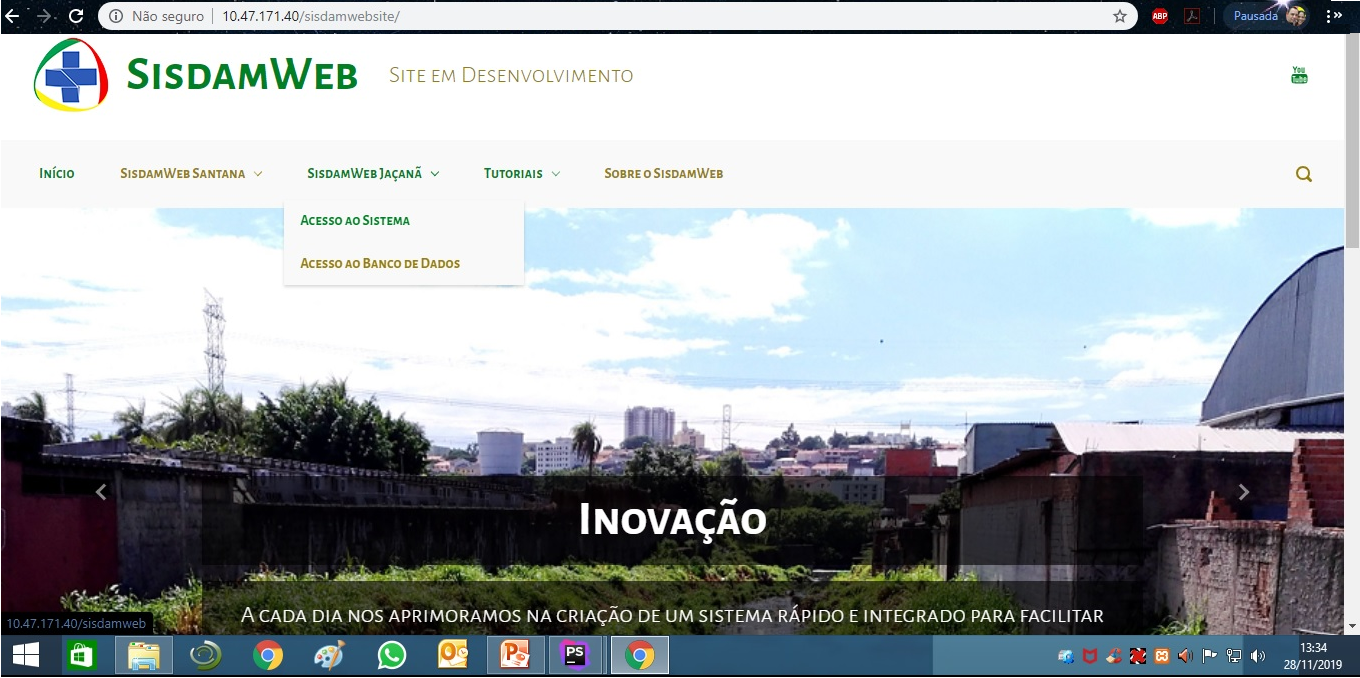 Não seguro | 10.47.171.40/sisdamwebsite/
ABP
Pausada
SisdamWeb
Site em Desenvolvimento
You Tube
Início
SisdamWeb Santana
SisdamWeb Jaçanã
Tutoriais
Sobre o SisdamWeb
Acesso ao Sistema
Acesso ao Banco de Dados
Inovação
A cada dia nos aprimoramos na criação de um sistema rápido e integrado para facilitar
10.47.171.40/sisdamweb
PS
13:34
28/11/2019